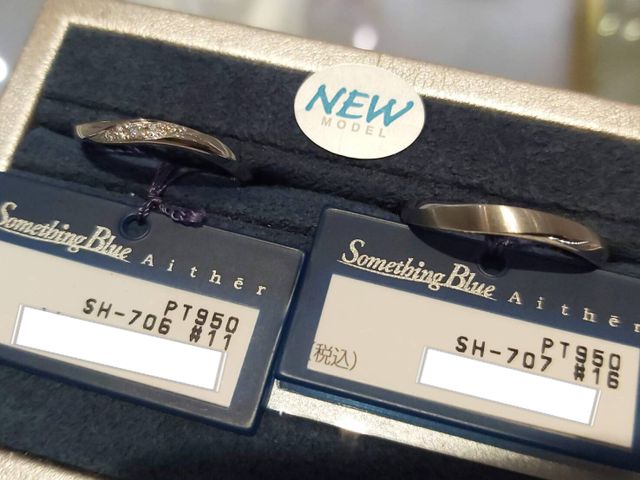 NEW
MODEL
Something Blue Aithēr
PT950
SH-706 #11
Something Blue Aithēr
PT950
SH-707 #16
(税込)